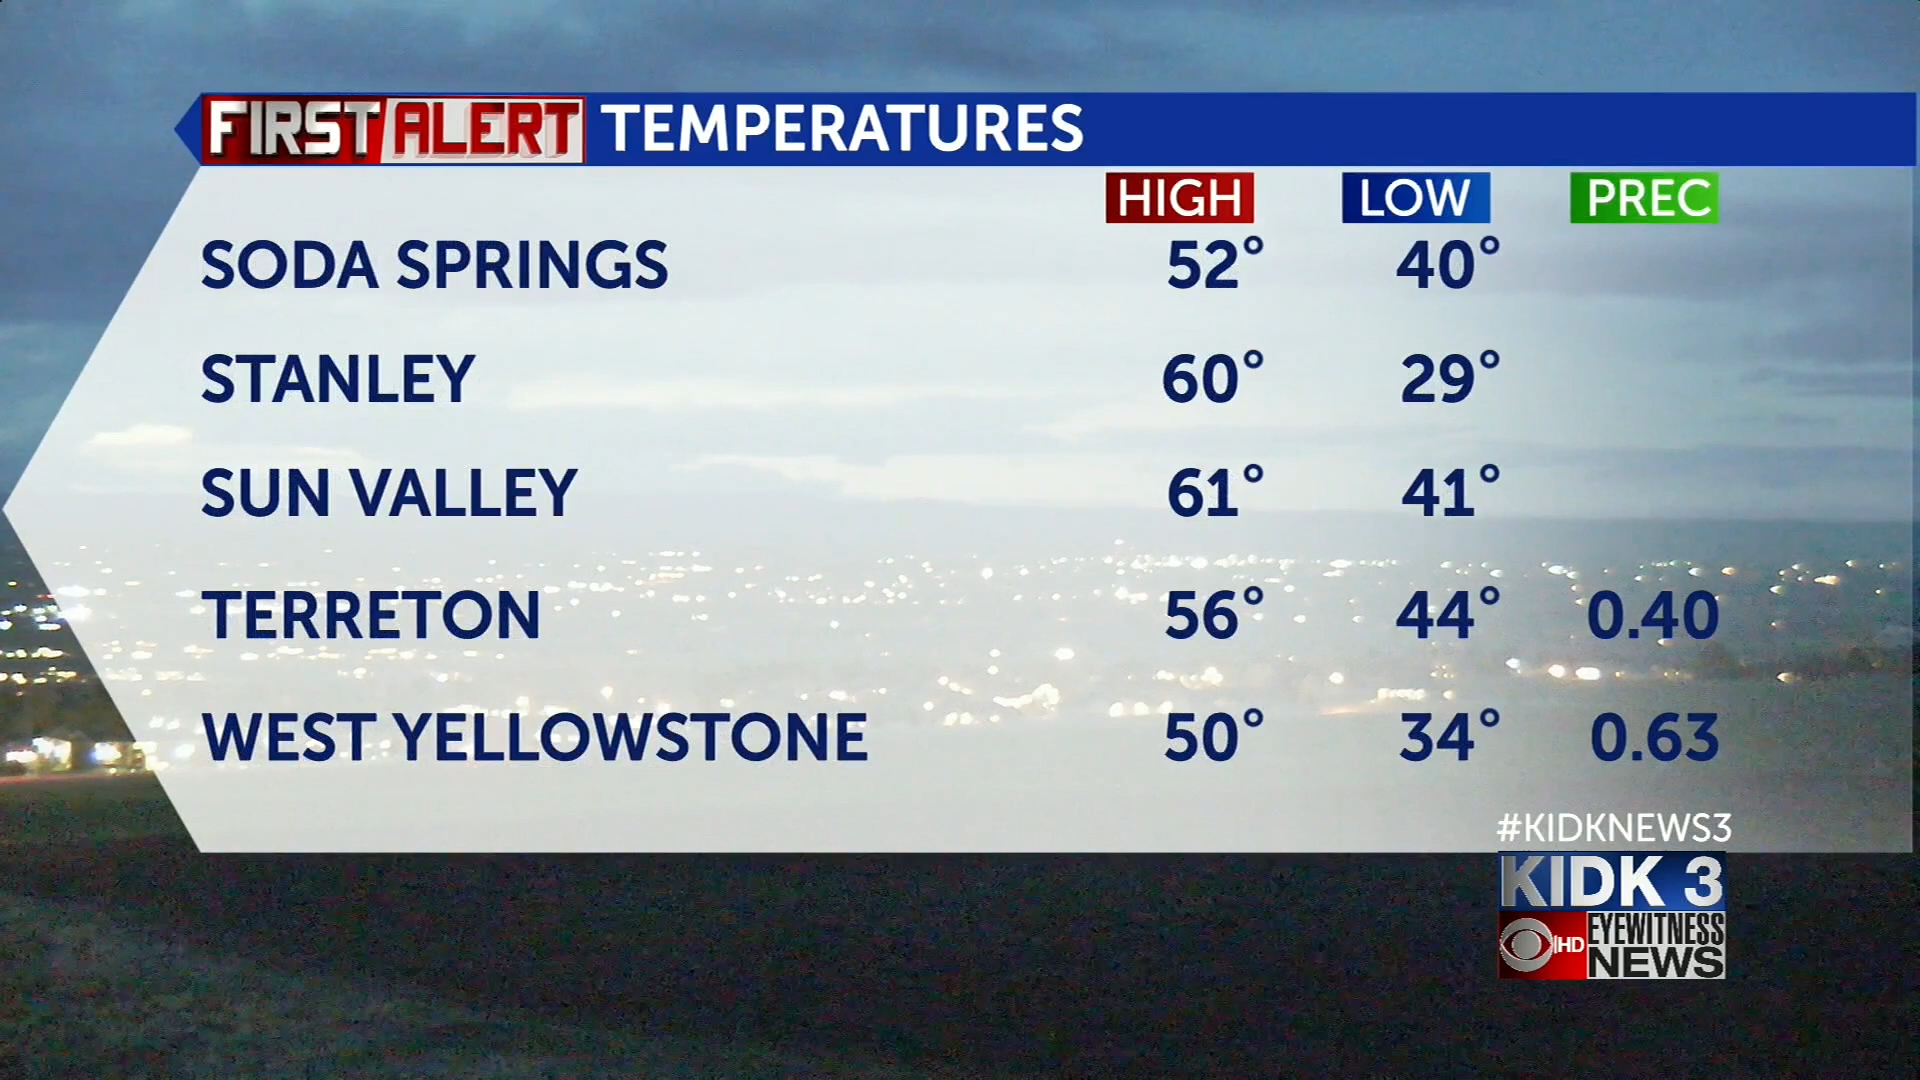 FIRST ALERT TEMPERATURES
HIGH LOW PREC
SODA SPRINGS 52° 40°
STANLEY 60° 29°
SUN VALLEY 61° 41°
TERRETON 56° 44° 0.40
WEST YELLOWSTONE 50° 34° 0.63
#KIDKNEWS3
KIDK 3
HD EYEWITNESS
NEWS